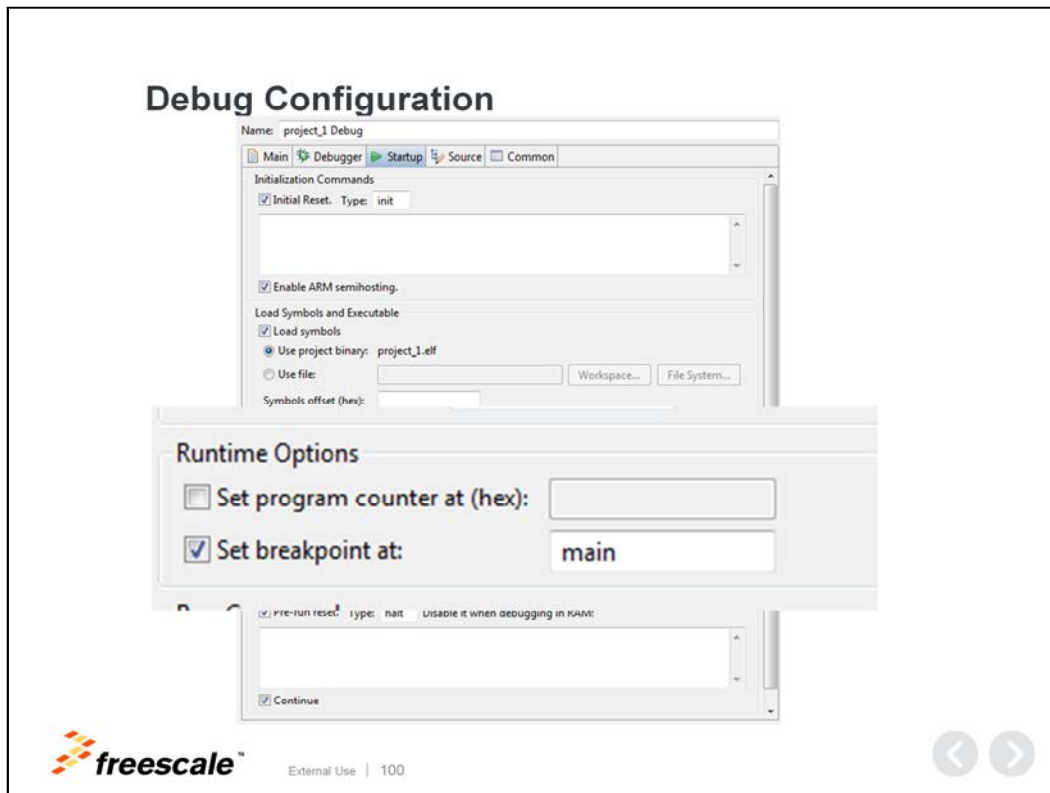 Debug Configuration
Name: project_1 Debug
Main Debugger Startup Source Common
Initialization Commands
Initial Reset. Type: init
Enable ARM semihosting.
Load Symbols and Executable
Load symbols
Use project binary: project_1.elf
Use file: Workspace... File System...
Symbols offset (hex):
Runtime Options
Set program counter at (hex):
Set breakpoint at: main
Pre-run reset. Type: halt Disable it when debugging in RAM!
Continue
freescale™
External Use | 100